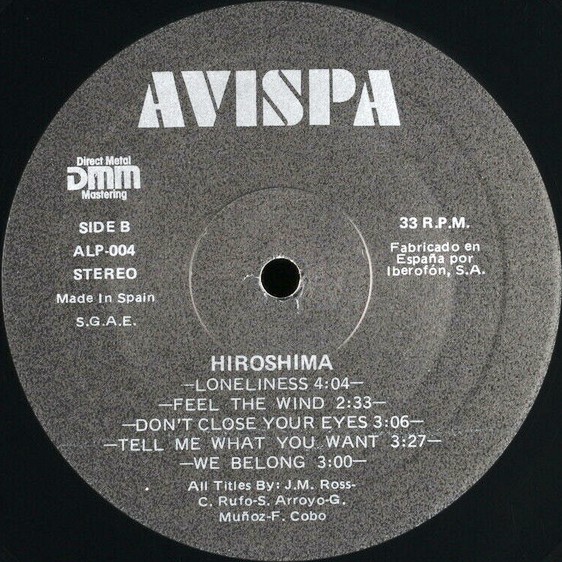 AVISPA
Direct Metal
DMM
Mastering
SIDE B
ALP-004
STEREO
Made In Spain
S.G.A.E.
33 R.P.M.
Fabricado en
España por
Iberofón, S.A.
HIROSHIMA
—LONELINESS 4:04—
—FEEL THE WIND 2:33—
—DON'T CLOSE YOUR EYES 3:06—
—TELL ME WHAT YOU WANT 3:27—
—WE BELONG 3:00—
All Titles By: J.M. Ross-
C. Rufo-S. Arroyo-G.
Muñoz-F. Cobo